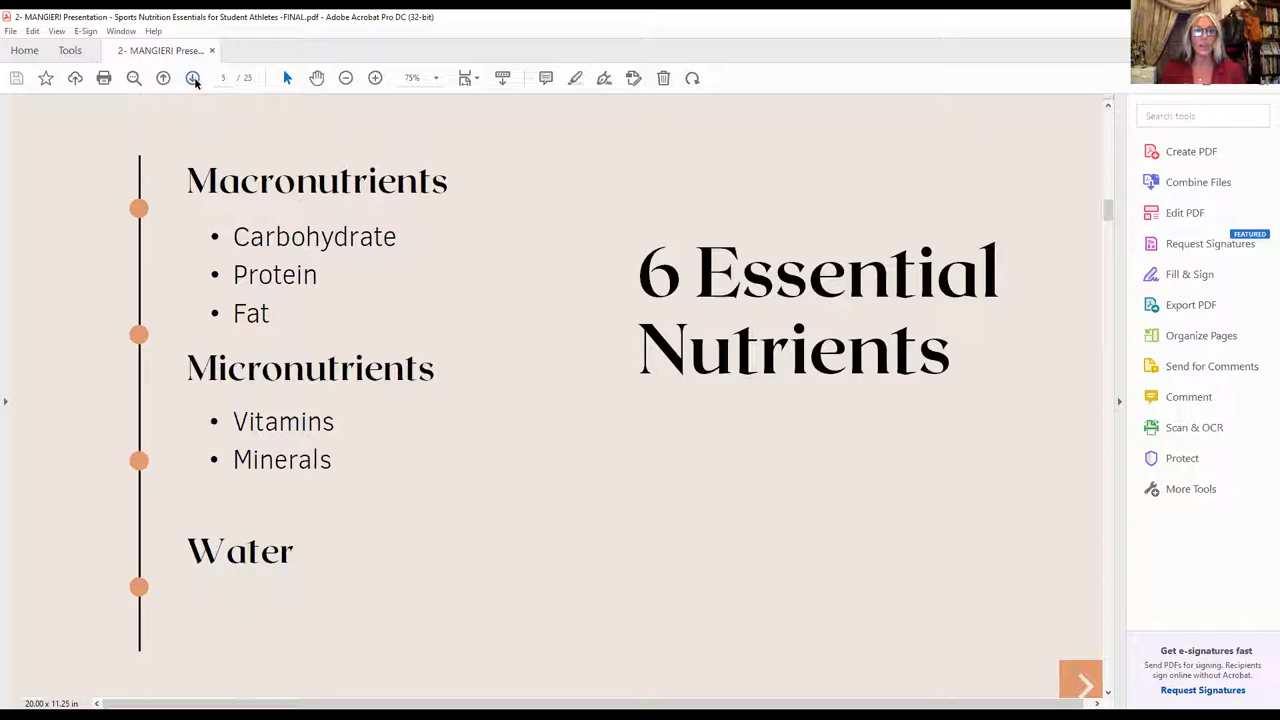 2- MANGIERI Presentation - Sports Nutrition Essentials for Student Athletes -FINAL.pdf - Adobe Acrobat Pro DC (32-bit)
File Edit View E-Sign Window Help
Home Tools 2- MANGIERI Prese... ×
5 / 25 75%
Macronutrients
• Carbohydrate
• Protein
• Fat
Micronutrients
• Vitamins
• Minerals
Water
6 Essential
Nutrients
Search tools
Create PDF
Combine Files
Edit PDF
FEATURED
Request Signatures
Fill & Sign
Export PDF
Organize Pages
Send for Comments
Comment
Scan & OCR
Protect
More Tools
Get e-signatures fast
Send PDFs for signing. Recipients
sign online without Acrobat.
Request Signatures
20.00 x 11.25 in